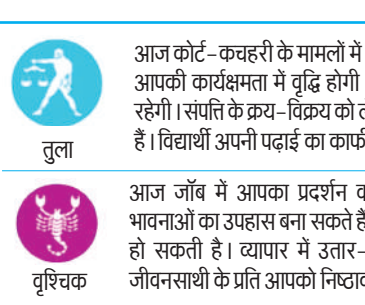 आज कोर्ट-कचहरी के मामलों में
आपकी कार्यक्षमता में वृद्धि होगी
रहेगी। संपत्ति के क्रय-विक्रय को
हैं। विद्यार्थी अपनी पढ़ाई का
तुला
आज जॉब में आपका प्रदर्शन
भावनाओं का उपहास बना सकते हैं
हो सकती है। व्यापार में उतार-
जीवनसाथी के प्रति आपको
वृश्चिक